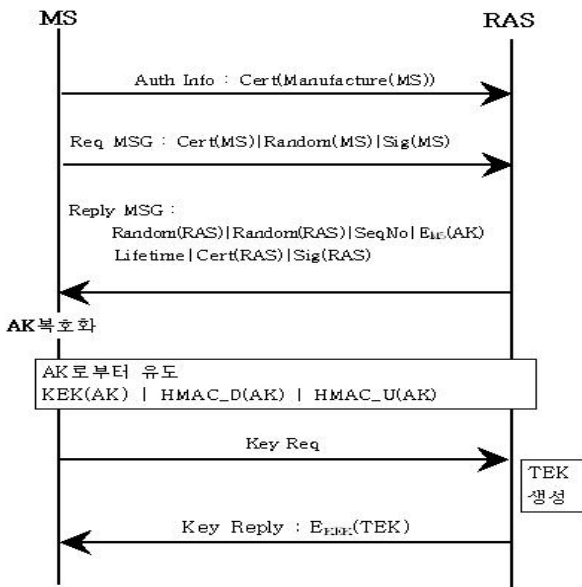 MS
RAS
Auth Info : Cert(Manufacture(MS))
Req MSG : Cert(MS)|Random(MS)|Sig(MS)
Reply MSG :
Random(RAS)|Random(RAS)|SeqNo|E_MS(AK)
Lifetime|Cert(RAS)|Sig(RAS)
AK복호화
AK로부터 유도
KEK(AK) | HMAC_D(AK) | HMAC_U(AK)
Key Req
TEK
생성
Key Reply : E_KEK(TEK)